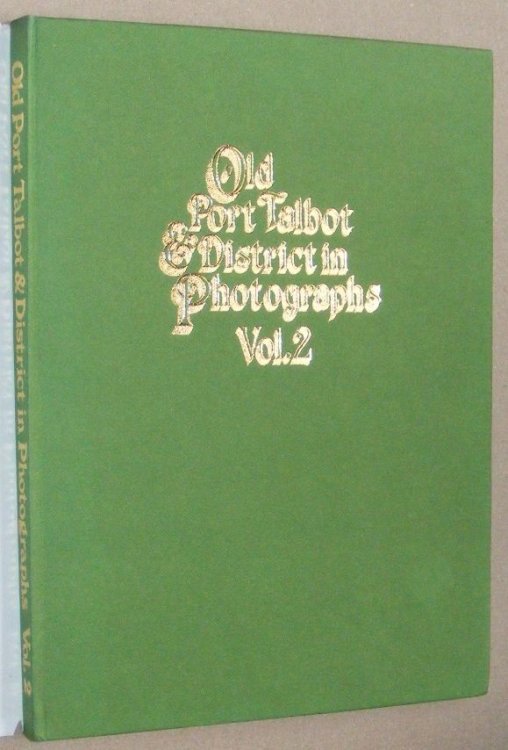 Old
Port Talbot
& District in
Photographs
Vol. 2
Old Port Talbot & District in Photographs Vol. 2